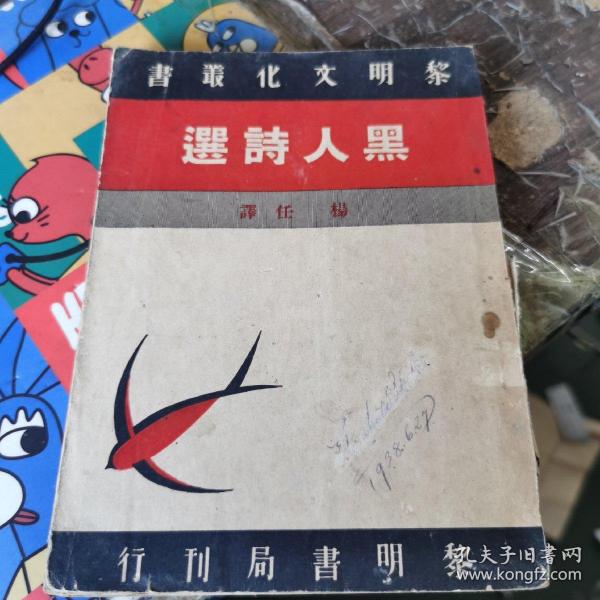 黎明文化叢書
黑人詩選
楊任譯
1938.6.27
黎明書局刊行
孔夫子旧书网
www.kongfz.com